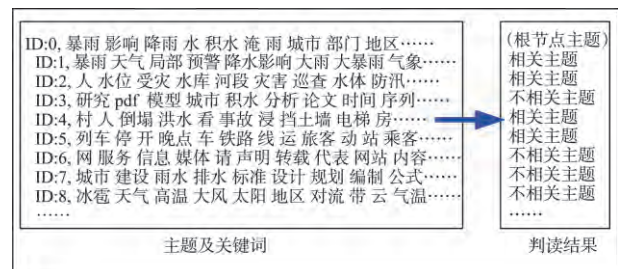 ID:0, 暴雨 影响 降雨 水 积水 淹 雨 城市 部门 地区……
ID:1, 暴雨 天气 局部 预警 降水影响 大雨 大暴雨 气象……
ID:2, 人 水位 受灾 水库 河段 灾害 巡查 水体 防汛……
ID:3, 研究 pdf 模型 城市 积水 分析 论文 时间 序列……
ID:4, 村 人 倒塌 洪水 看 事故 浸 挡土墙 电梯 房……
ID:5, 列车 停 开 晚点 车 铁路 线 运 旅客 动 站 乘客……
ID:6, 网 服务 信息 媒体 请 声明 转载 代表 网站 内容……
ID:7, 城市 建设 雨水 排水 标准 设计 规划 编制 公式……
ID:8, 冰雹 天气 高温 大风 太阳 地区 对流 带 云 气温……
……
主题及关键词
(根节点主题)
相关主题
相关主题
不相关主题
相关主题
相关主题
不相关主题
不相关主题
不相关主题
……
判读结果